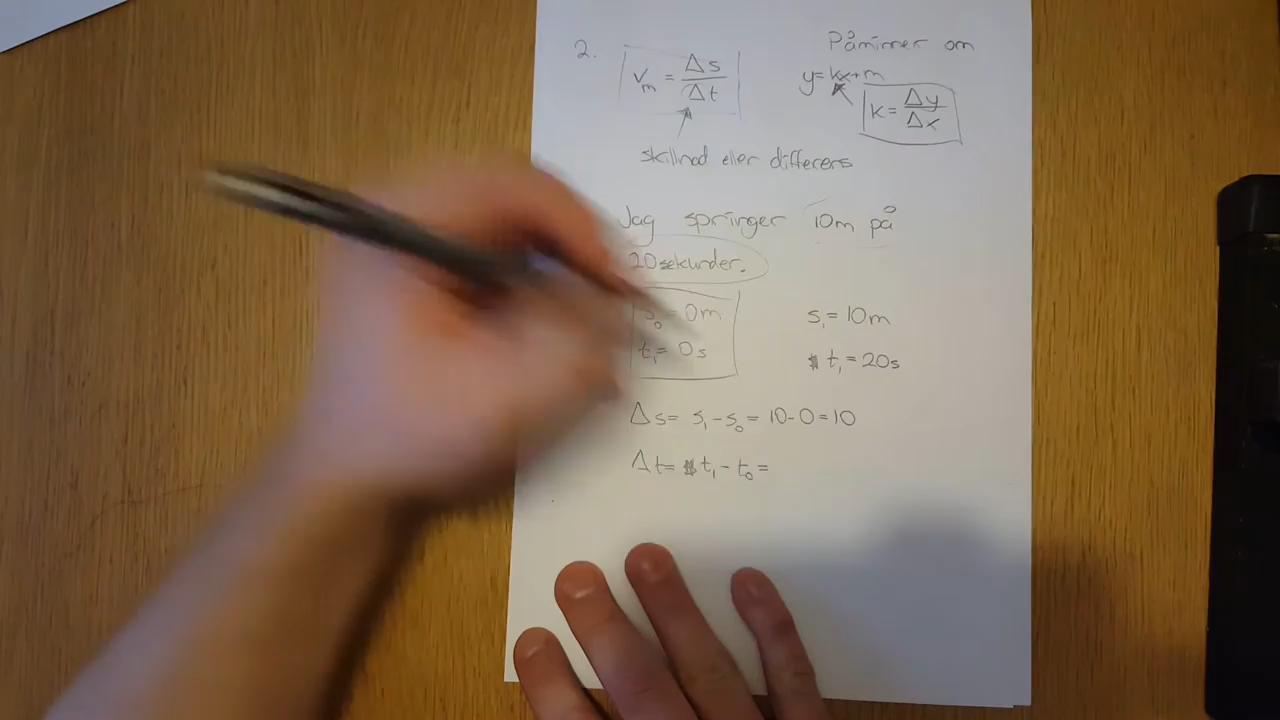 2.
v_m = Δs/Δt
Påminner om
y=kx+m
k = Δy/Δx
skillnad eller differens
Jag springer 10m på
20sekunder.
s₀ = 0m
t₁= 0s
s₁= 10m
t₁ = 20s
Δs= s₁-s₀ = 10-0=10
Δt= t₁ - t₀ =